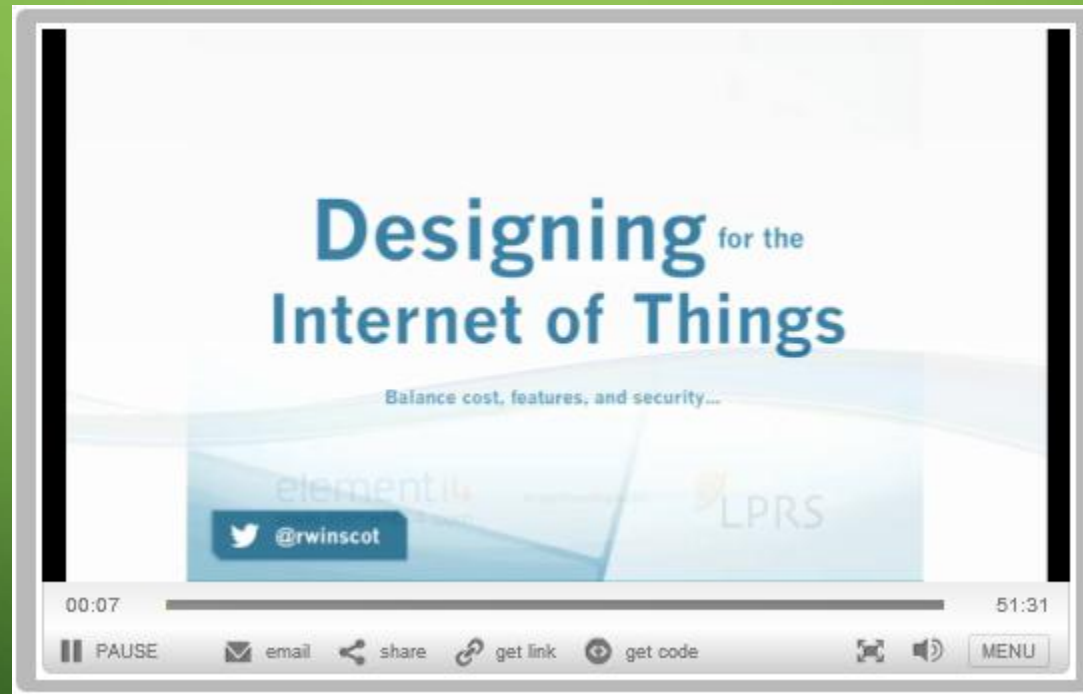 Designing for the
Internet of Things
Balance cost, features, and security...
element14
LPRS
@rwinscot
00:07 51:31
PAUSE email share get link get code MENU